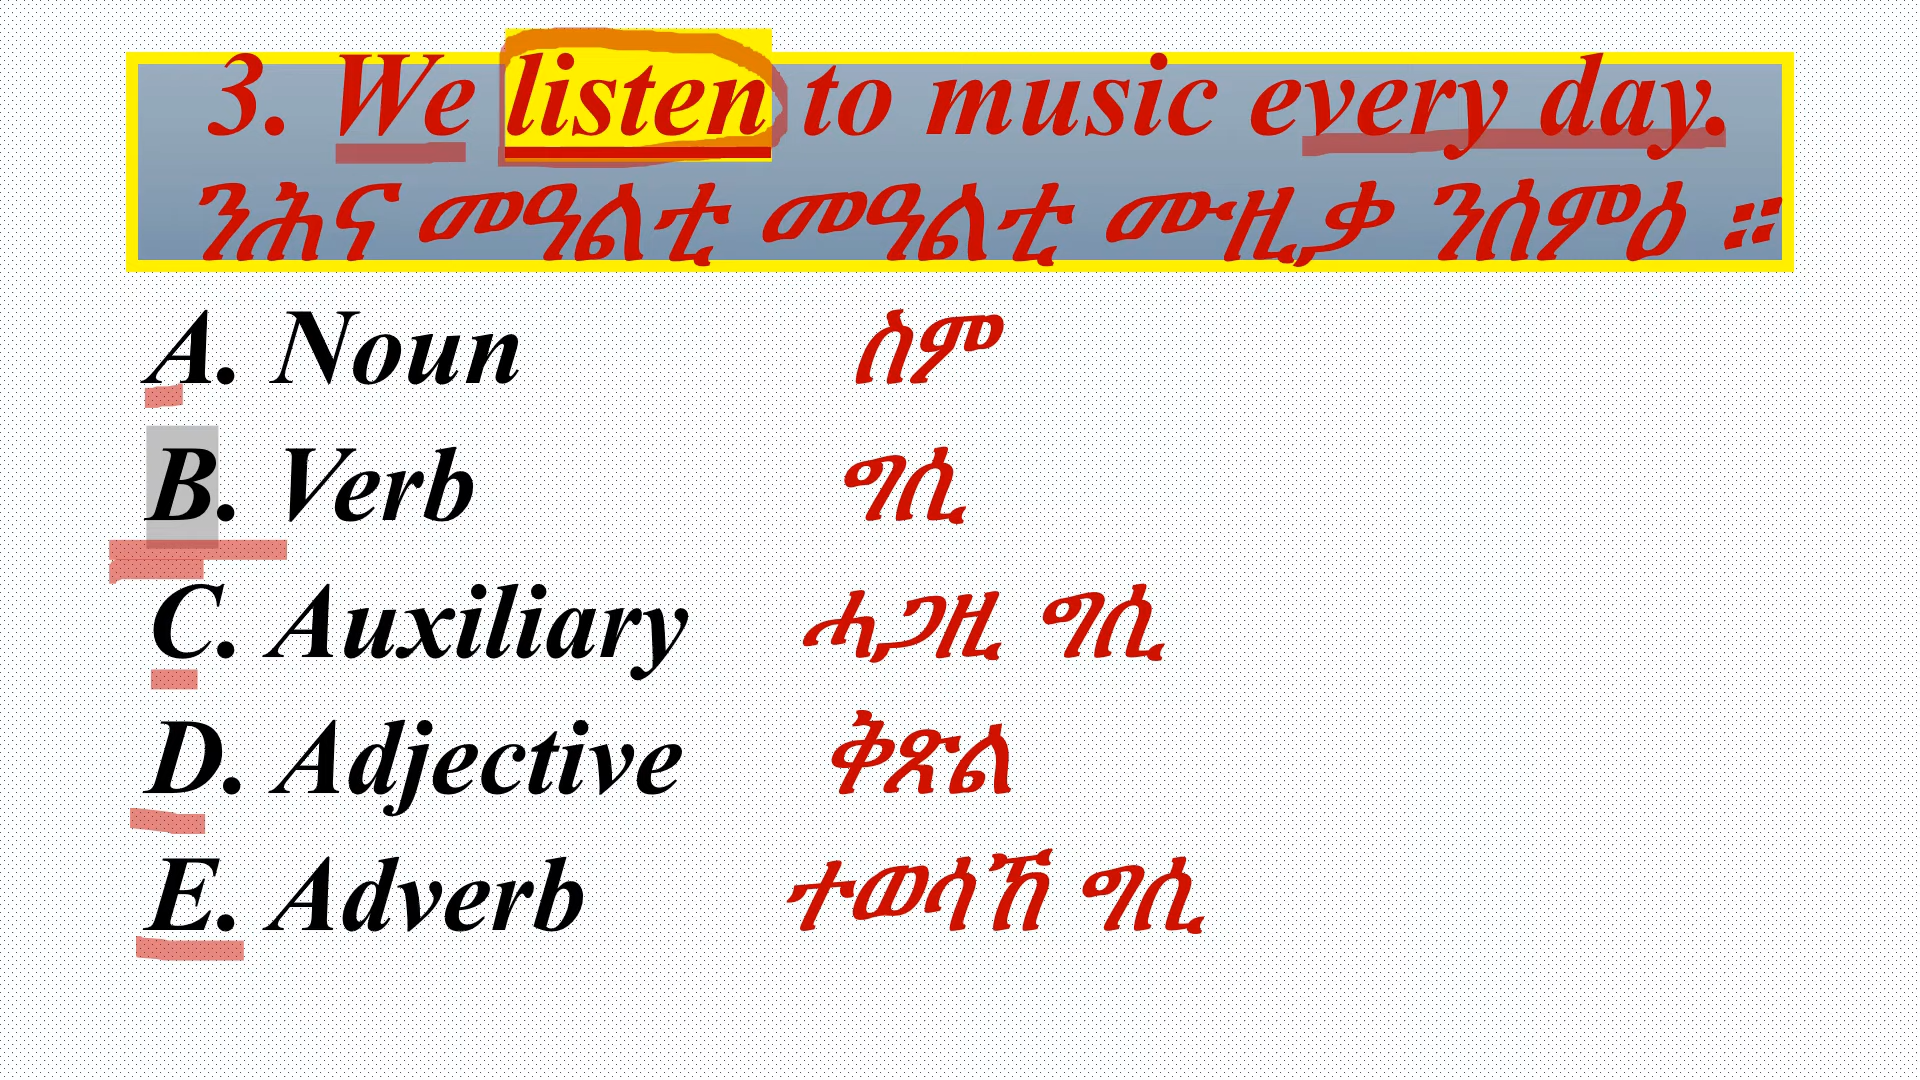 3. We listen to music every day.
ንሕና መዓልቲ መዓልቲ ሙዚቃ ንሰምዕ ።
A. Noun ስም
B. Verb ግሲ
C. Auxiliary ሓጋዚ ግሲ
D. Adjective ቅጽል
E. Adverb ተወሳኽ ግሲ